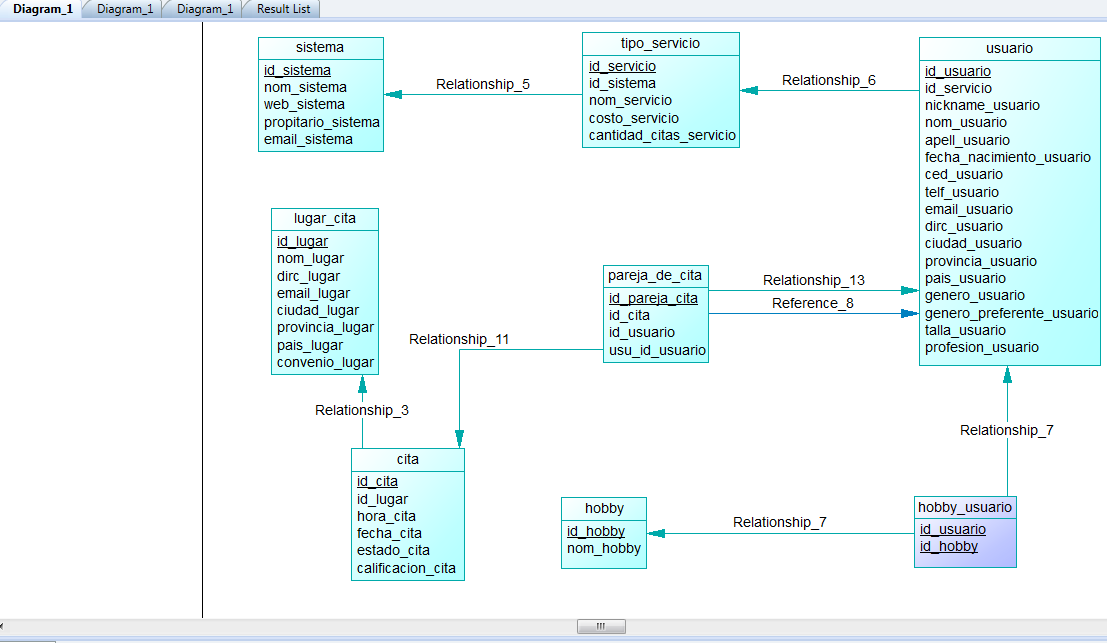 Diagram_1
Diagram_1
Diagram_1
Result List
sistema
id_sistema
nom_sistema
web_sistema
propitario_sistema
email_sistema
Relationship_5
tipo_servicio
id_servicio
id_sistema
nom_servicio
costo_servicio
cantidad_citas_servicio
Relationship_6
usuario
id_usuario
id_servicio
nickname_usuario
nom_usuario
apell_usuario
fecha_nacimiento_usuario
ced_usuario
telf_usuario
email_usuario
dirc_usuario
ciudad_usuario
provincia_usuario
pais_usuario
genero_usuario
genero_preferente_usuario
talla_usuario
profesion_usuario
lugar_cita
id_lugar
nom_lugar
dirc_lugar
email_lugar
ciudad_lugar
provincia_lugar
pais_lugar
convenio_lugar
pareja_de_cita
id_pareja_cita
id_cita
id_usuario
usu_id_usuario
Relationship_13
Reference_8
Relationship_11
Relationship_3
Relationship_7
cita
id_cita
id_lugar
hora_cita
fecha_cita
estado_cita
calificacion_cita
hobby
id_hobby
nom_hobby
Relationship_7
hobby_usuario
id_usuario
id_hobby